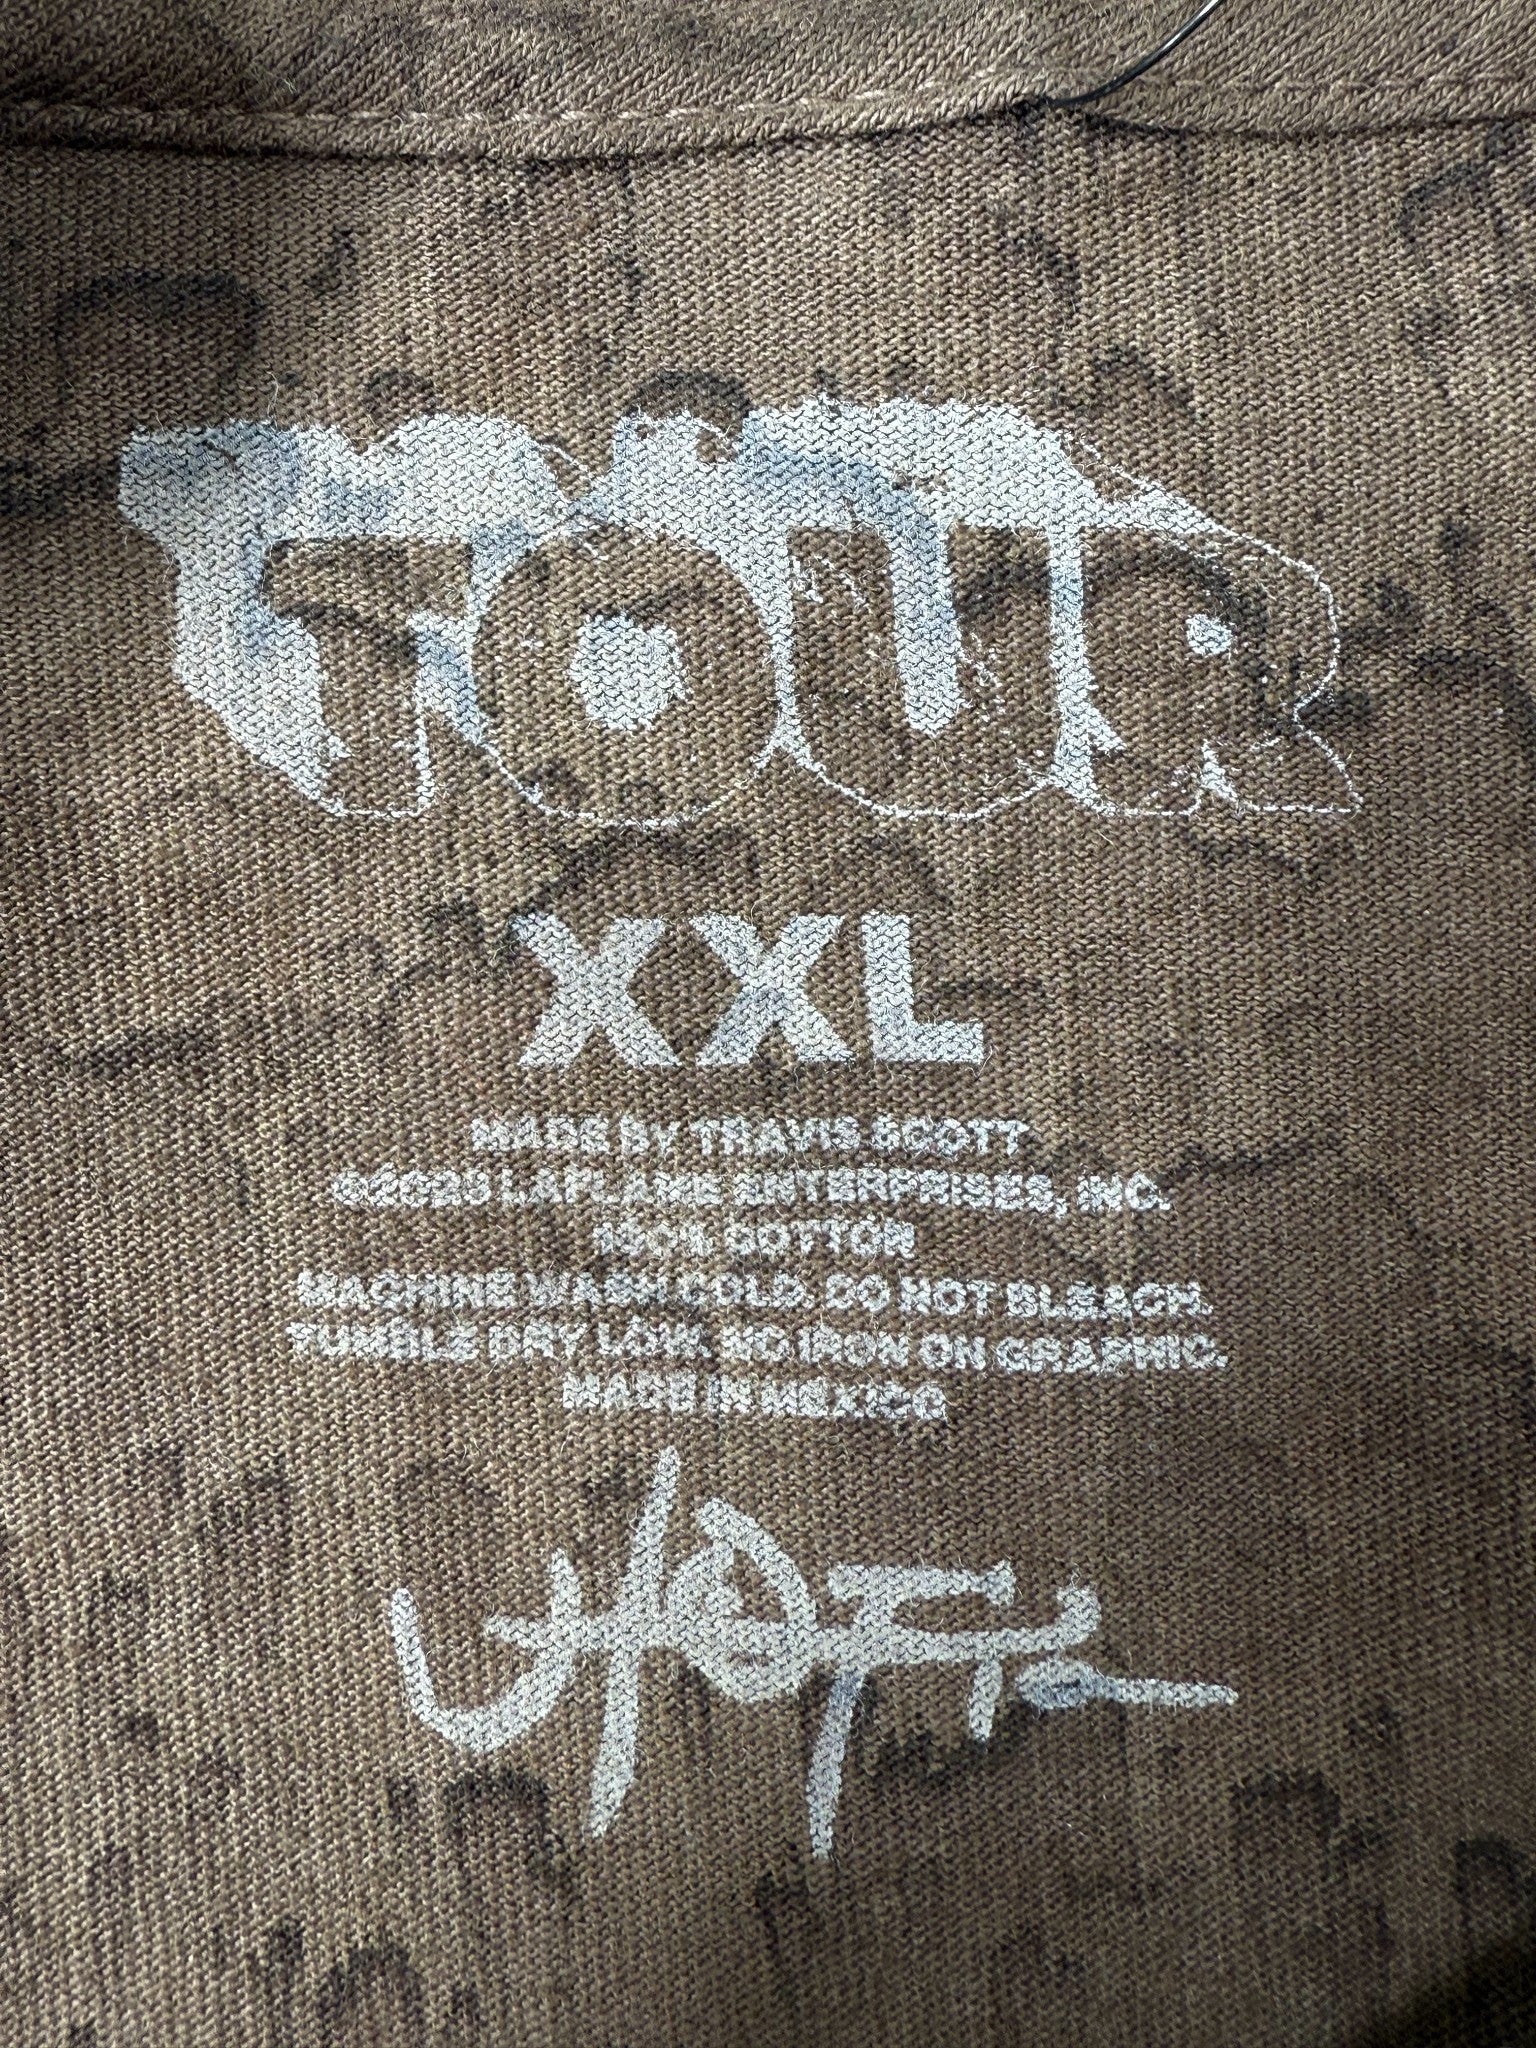 TOUR
XXL
MADE BY TRAVIS SCOTT
©2023 LAFLAME ENTERPRISES, INC.
100% COTTON
MACHINE WASH COLD. DO NOT BLEACH.
TUMBLE DRY LOW. NO IRON ON GRAPHIC.
MADE IN MEXICO